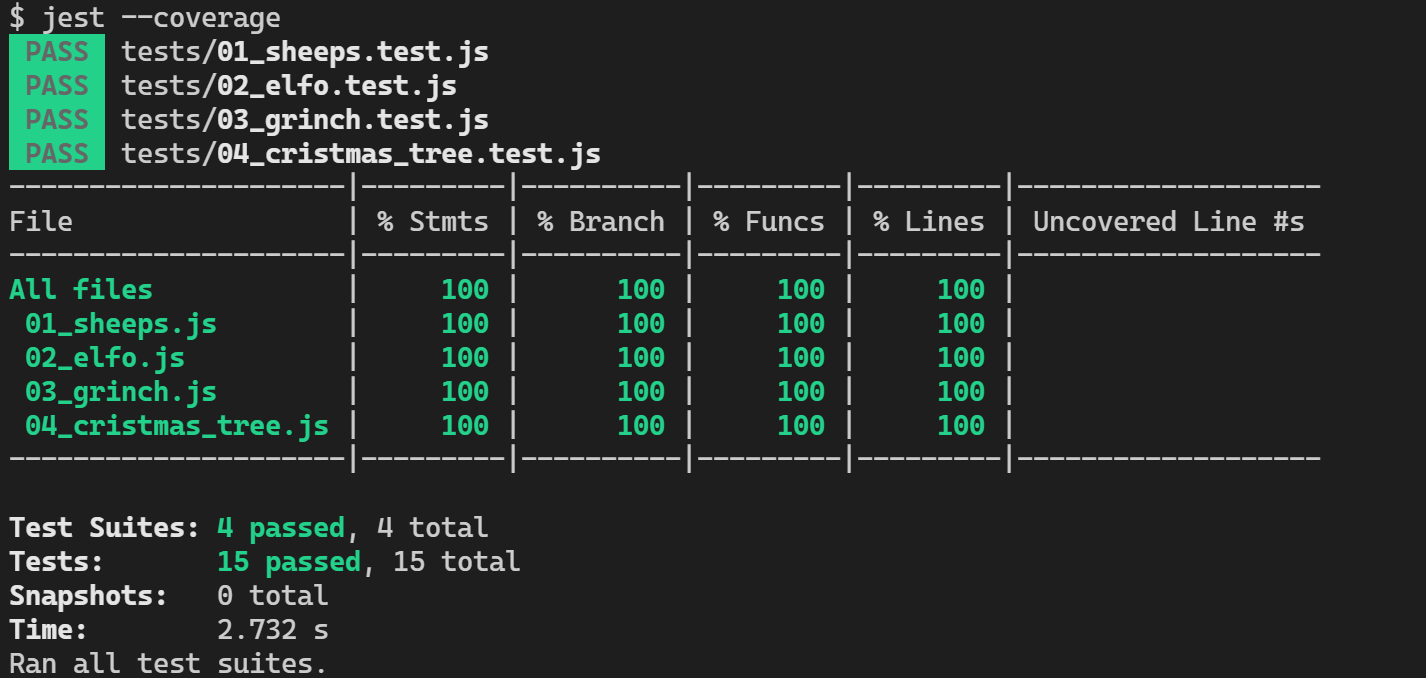 $ jest --coverage
PASS tests/01_sheeps.test.js
PASS tests/02_elfo.test.js
PASS tests/03_grinch.test.js
PASS tests/04_cristmas_tree.test.js
---------------------|---------|----------|---------|---------|-------------------
File                 | % Stmts | % Branch | % Funcs | % Lines | Uncovered Line #s
---------------------|---------|----------|---------|---------|-------------------
All files            |     100 |      100 |     100 |     100 |
 01_sheeps.js        |     100 |      100 |     100 |     100 |
 02_elfo.js          |     100 |      100 |     100 |     100 |
 03_grinch.js        |     100 |      100 |     100 |     100 |
 04_cristmas_tree.js |     100 |      100 |     100 |     100 |
---------------------|---------|----------|---------|---------|-------------------
Test Suites: 4 passed, 4 total
Tests:       15 passed, 15 total
Snapshots:   0 total
Time:        2.732 s
Ran all test suites.